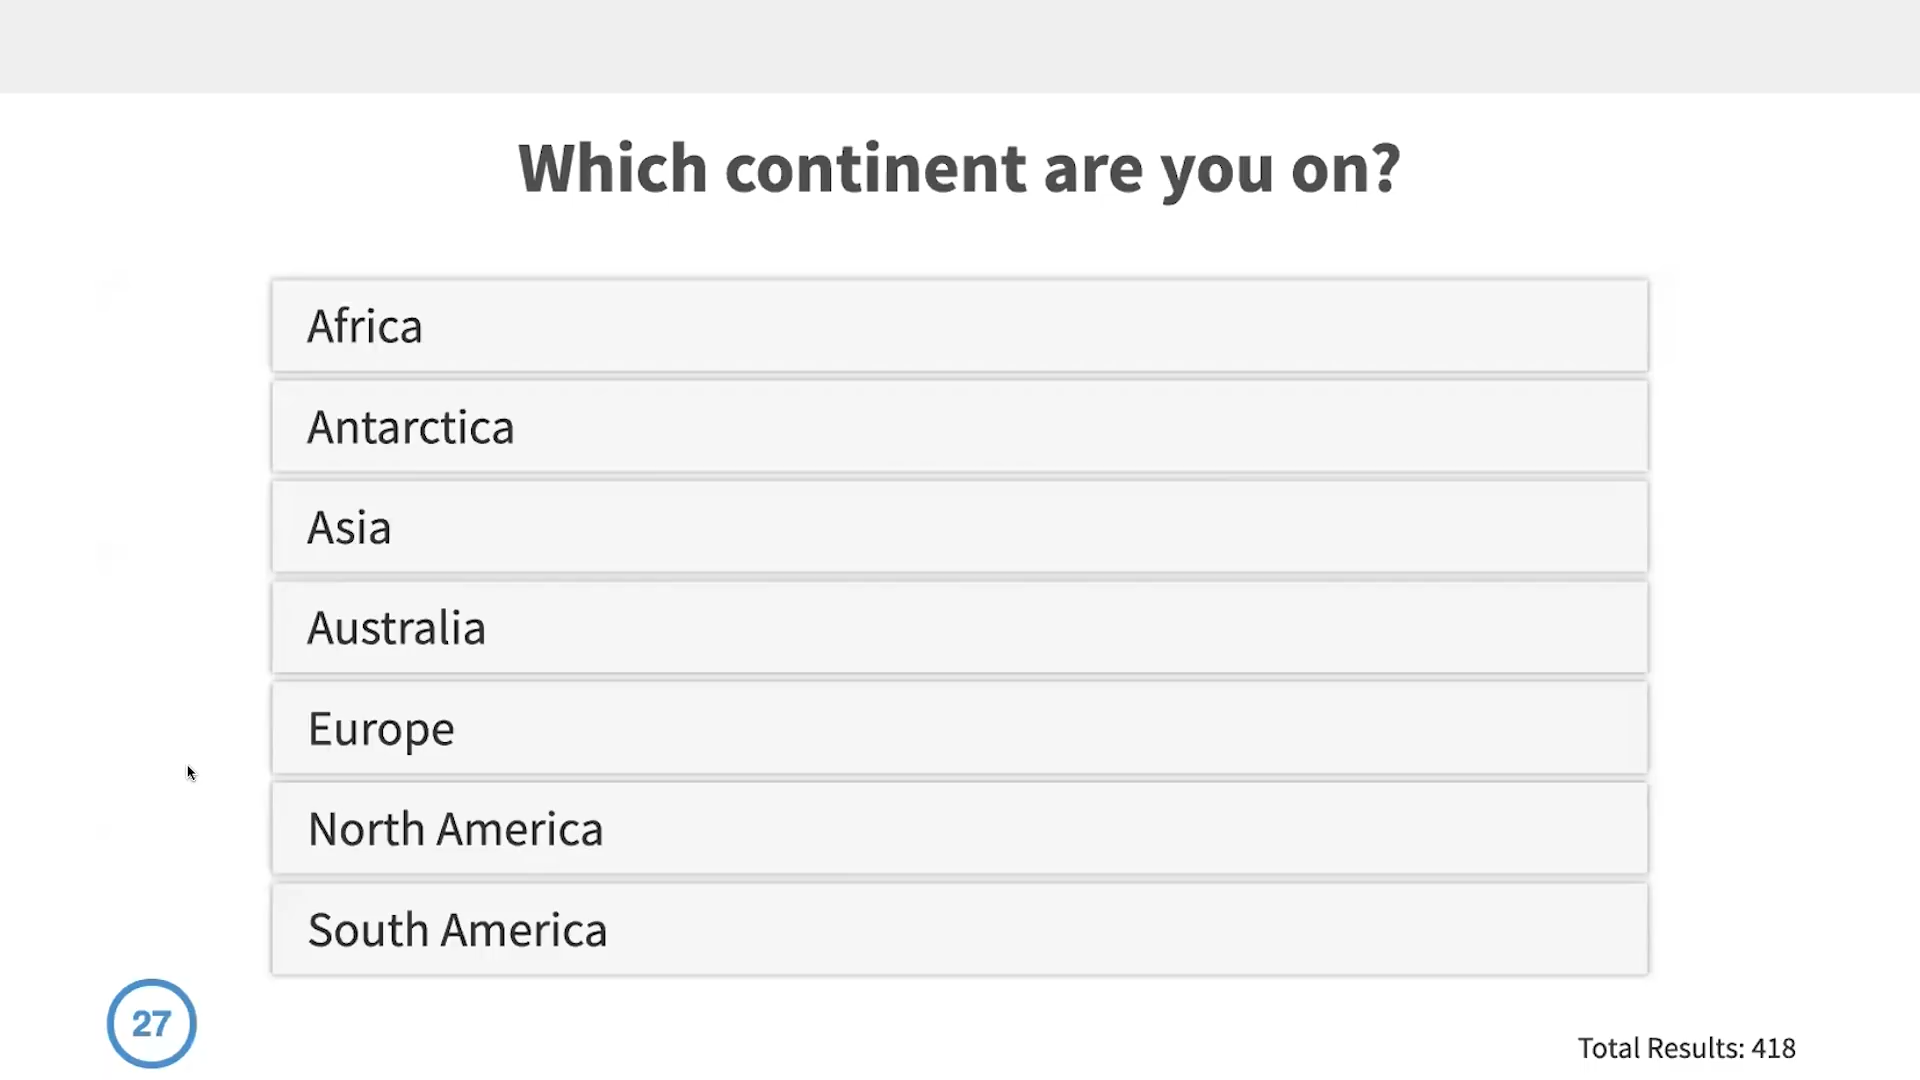 Which continent are you on?
Africa
Antarctica
Asia
Australia
Europe
North America
South America
27
Total Results: 418